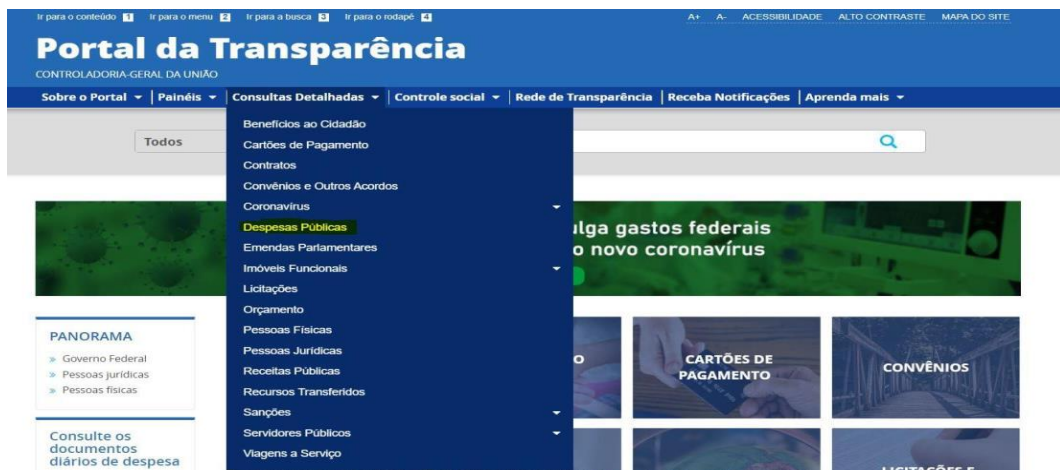 Ir para o conteúdo 1 Ir para o menu 2 Ir para a busca 3 Ir para o rodapé 4 A+ A- ACESSIBILIDADE ALTO CONTRASTE MAPA DO SITE
Portal da Transparência
CONTROLADORIA-GERAL DA UNIÃO
Sobre o Portal Painéis Consultas Detalhadas Controle social Rede de Transparência Receba Notificações Aprenda mais
Todos
Benefícios ao Cidadão
Cartões de Pagamento
Contratos
Convênios e Outros Acordos
Coronavírus
Despesas Públicas
Emendas Parlamentares
Imóveis Funcionais
Licitações
Orçamento
Pessoas Físicas
Pessoas Jurídicas
Receitas Públicas
Recursos Transferidos
Sanções
Servidores Públicos
Viagens a Serviço
ulga gastos federais
o novo coronavírus
PANORAMA
Governo Federal
Pessoas jurídicas
Pessoas físicas
Consulte os
documentos
diários de despesa
O
CARTÕES DE
PAGAMENTO
CONVÊNIOS
LICITAÇÕES E